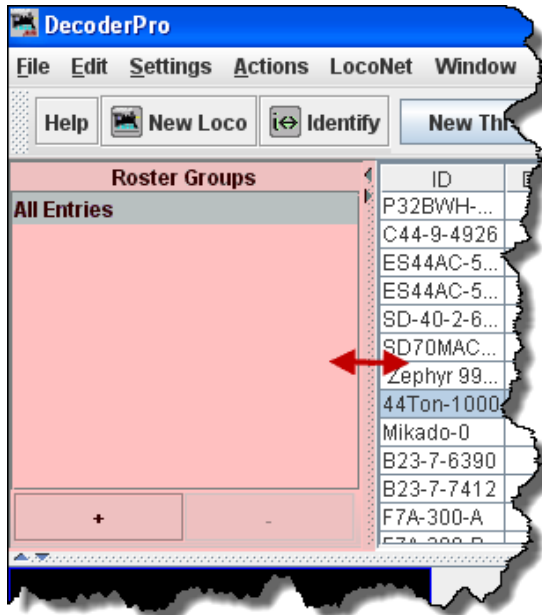 DecoderPro
File Edit Settings Actions LocoNet Window
Help New Loco Identify New Thr
Roster Groups
ID
All Entries
P32BWH-...
C44-9-4926
ES44AC-5...
ES44AC-5...
SD-40-2-6...
SD70MAC...
Zephyr 99...
44Ton-1000
Mikado-0
B23-7-6390
B23-7-7412
F7A-300-A
+ -